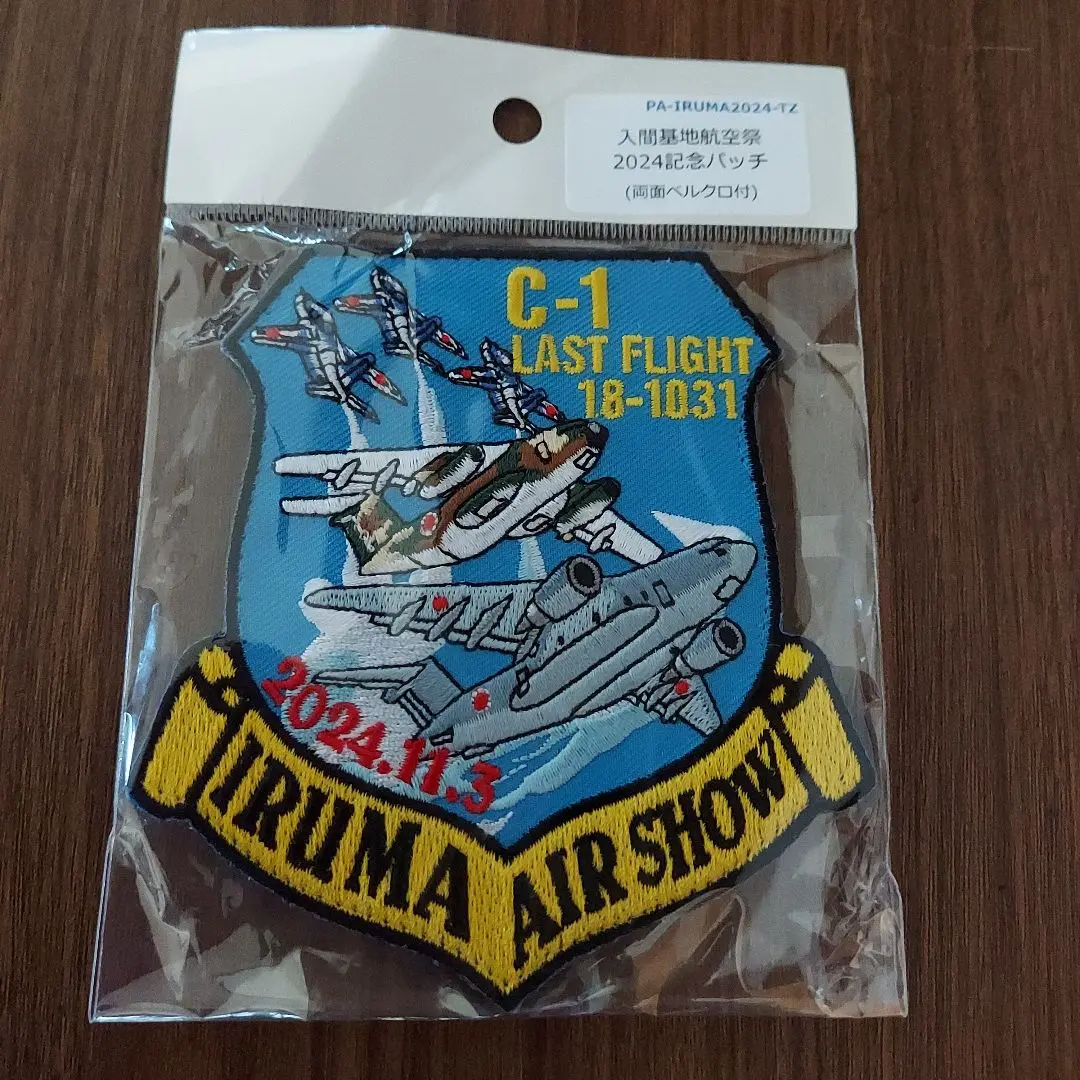 PA-IRUMA2024-TZ
入間基地航空祭
2024記念パッチ
(両面ベルクロ付)
C-1
LAST FLIGHT
18-1031
2024.11.3
IRUMA AIR SHOW